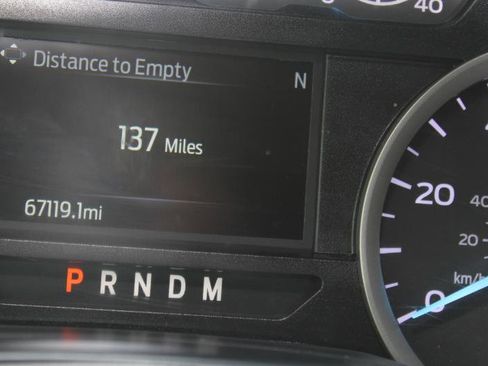 40
Distance to Empty
N
137 Miles
67119.1mi
P R N D M
20
40
20
km/h
0